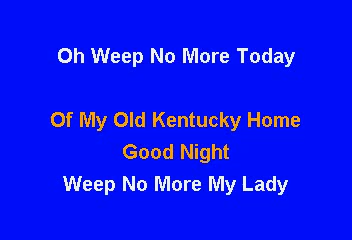 Oh Weep No More Today
Of My Old Kentucky Home
Good Night
Weep No More My Lady